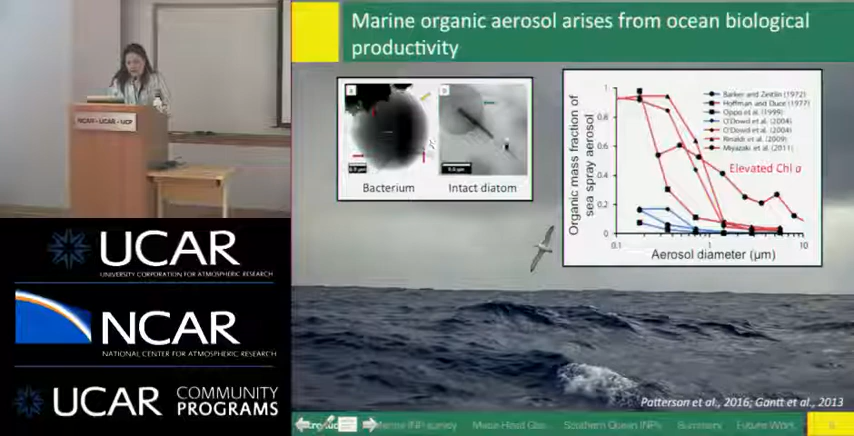 Marine organic aerosol arises from ocean biological
productivity
Bacterium
Intact diatom
Organic mass fraction of
sea spray aerosol
1
0.8
0.6
0.4
0.2
0
0.1
1
10
Aerosol diameter (µm)
Barker and Zeitlin (1972)
Hoffman and Duce (1977)
Oppo et al. (1999)
O'Dowd et al. (2004)
O'Dowd et al. (2004)
Rinaldi et al. (2009)
Miyazaki et al. (2011)
Elevated Chl a
NCAR - UCAR - UCP
UCAR
UNIVERSITY CORPORATION FOR ATMOSPHERIC RESEARCH
NCAR
NATIONAL CENTER FOR ATMOSPHERIC RESEARCH
UCAR COMMUNITY
PROGRAMS
Patterson et al., 2016; Gantt et al., 2013
Marine INP survey
Mace Head
Southern Ocean INPs
Summary
Future Work